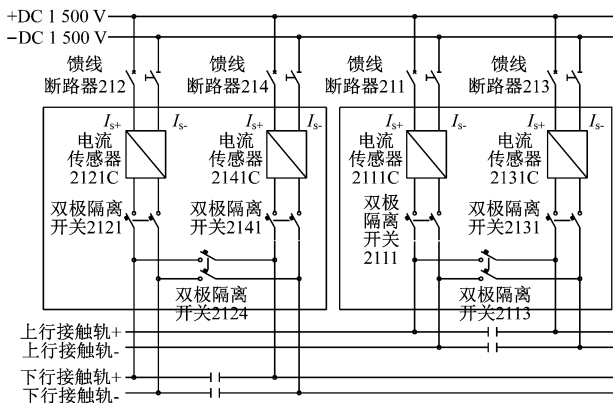 +DC 1 500 V
−DC 1 500 V
馈线
断路器212
馈线
断路器214
馈线
断路器211
馈线
断路器213
Is+
Is-
电流
传感器
2121C
Is+
Is-
电流
传感器
2141C
Is+
Is-
电流
传感器
2111C
Is+
Is-
电流
传感器
2131C
双极隔离
开关2121
双极隔离
开关2141
双极
隔离
开关
2111
双极隔离
开关2131
双极隔离
开关2124
双极隔离
开关2113
上行接触轨+
上行接触轨-
下行接触轨+
下行接触轨-